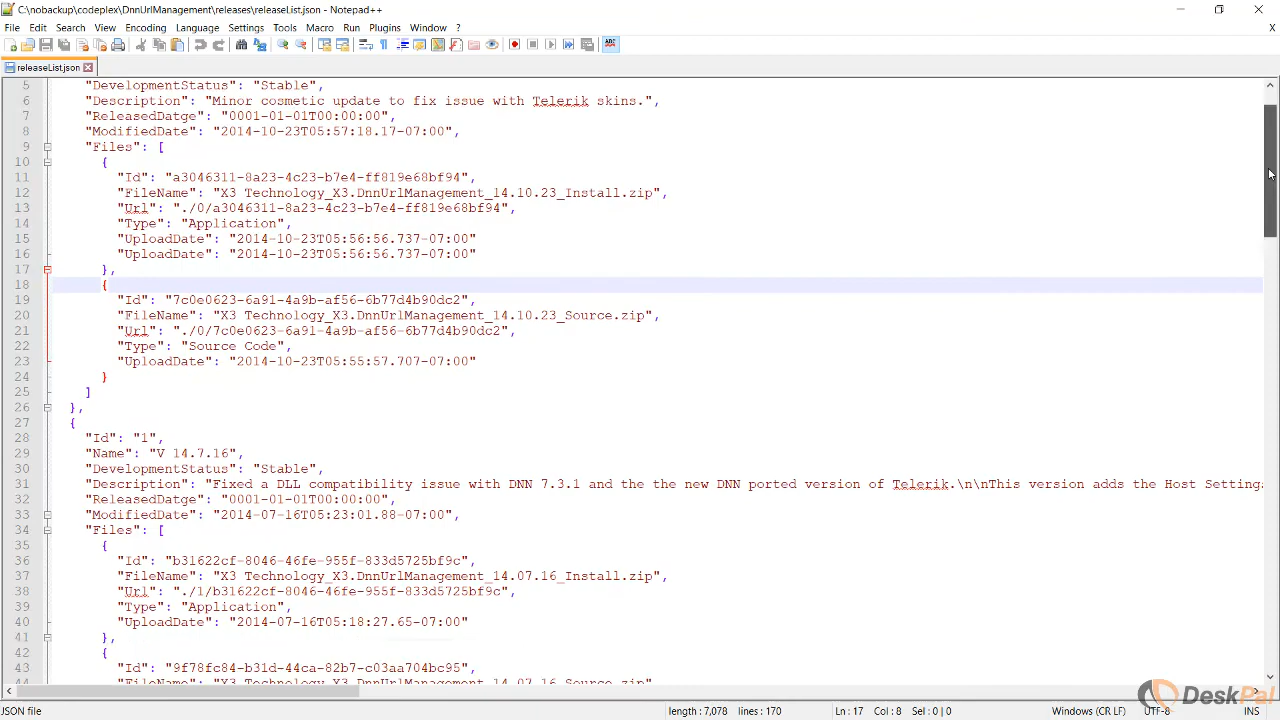 C:\nobackup\codeplex\DnnUrlManagement\releases\releaseList.json - Notepad++
File Edit Search View Encoding Language Settings Tools Macro Run Plugins Window ? X
releaseList.json
5 "DevelopmentStatus": "Stable",
6 "Description": "Minor cosmetic update to fix issue with Telerik skins.",
7 "ReleasedDatge": "0001-01-01T00:00:00",
8 "ModifiedDate": "2014-10-23T05:57:18.17-07:00",
9 "Files": [
10 {
11 "Id": "a3046311-8a23-4c23-b7e4-ff819e68bf94",
12 "FileName": "X3 Technology_X3.DnnUrlManagement_14.10.23_Install.zip",
13 "Url": "./0/a3046311-8a23-4c23-b7e4-ff819e68bf94",
14 "Type": "Application",
15 "UploadDate": "2014-10-23T05:56:56.737-07:00"
16 "UploadDate": "2014-10-23T05:56:56.737-07:00"
17 },
18 {
19 "Id": "7c0e0623-6a91-4a9b-af56-6b77d4b90dc2",
20 "FileName": "X3 Technology_X3.DnnUrlManagement_14.10.23_Source.zip",
21 "Url": "./0/7c0e0623-6a91-4a9b-af56-6b77d4b90dc2",
22 "Type": "Source Code",
23 "UploadDate": "2014-10-23T05:55:57.707-07:00"
24 }
25 ]
26 },
27 {
28 "Id": "1",
29 "Name": "V 14.7.16",
30 "DevelopmentStatus": "Stable",
31 "Description": "Fixed a DLL compatibility issue with DNN 7.3.1 and the the new DNN ported version of Telerik.\n\nThis version adds the Host Setting
32 "ReleasedDatge": "0001-01-01T00:00:00",
33 "ModifiedDate": "2014-07-16T05:23:01.88-07:00",
34 "Files": [
35 {
36 "Id": "b31622cf-8046-46fe-955f-833d5725bf9c",
37 "FileName": "X3 Technology_X3.DnnUrlManagement_14.07.16_Install.zip",
38 "Url": "./1/b31622cf-8046-46fe-955f-833d5725bf9c",
39 "Type": "Application",
40 "UploadDate": "2014-07-16T05:18:27.65-07:00"
41 },
42 {
43 "Id": "9f78fc84-b31d-44ca-82b7-c03aa704bc95",
44 "FileName": "X3 Technology_X3.DnnUrlManagement_14.07.16_Source.zip",
DeskPal
JSON file length : 7,078 lines : 170 Ln : 17 Col : 8 Sel : 0 | 0 Windows (CR LF) UTF-8 INS